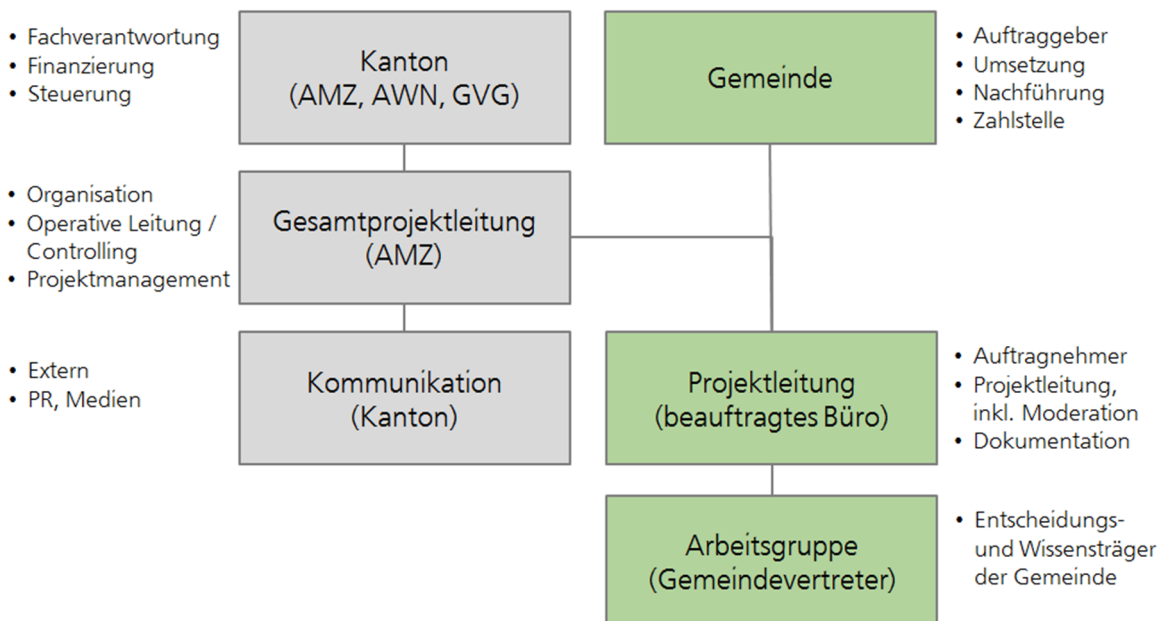 • Fachverantwortung
• Finanzierung
• Steuerung
Kanton
(AMZ, AWN, GVG)
Gemeinde
• Auftraggeber
• Umsetzung
• Nachführung
• Zahlstelle
• Organisation
• Operative Leitung /
Controlling
• Projektmanagement
Gesamtprojektleitung
(AMZ)
• Extern
• PR, Medien
Kommunikation
(Kanton)
Projektleitung
(beauftragtes Büro)
• Auftragnehmer
• Projektleitung,
inkl. Moderation
• Dokumentation
Arbeitsgruppe
(Gemeindevertreter)
• Entscheidungs-
und Wissensträger
der Gemeinde